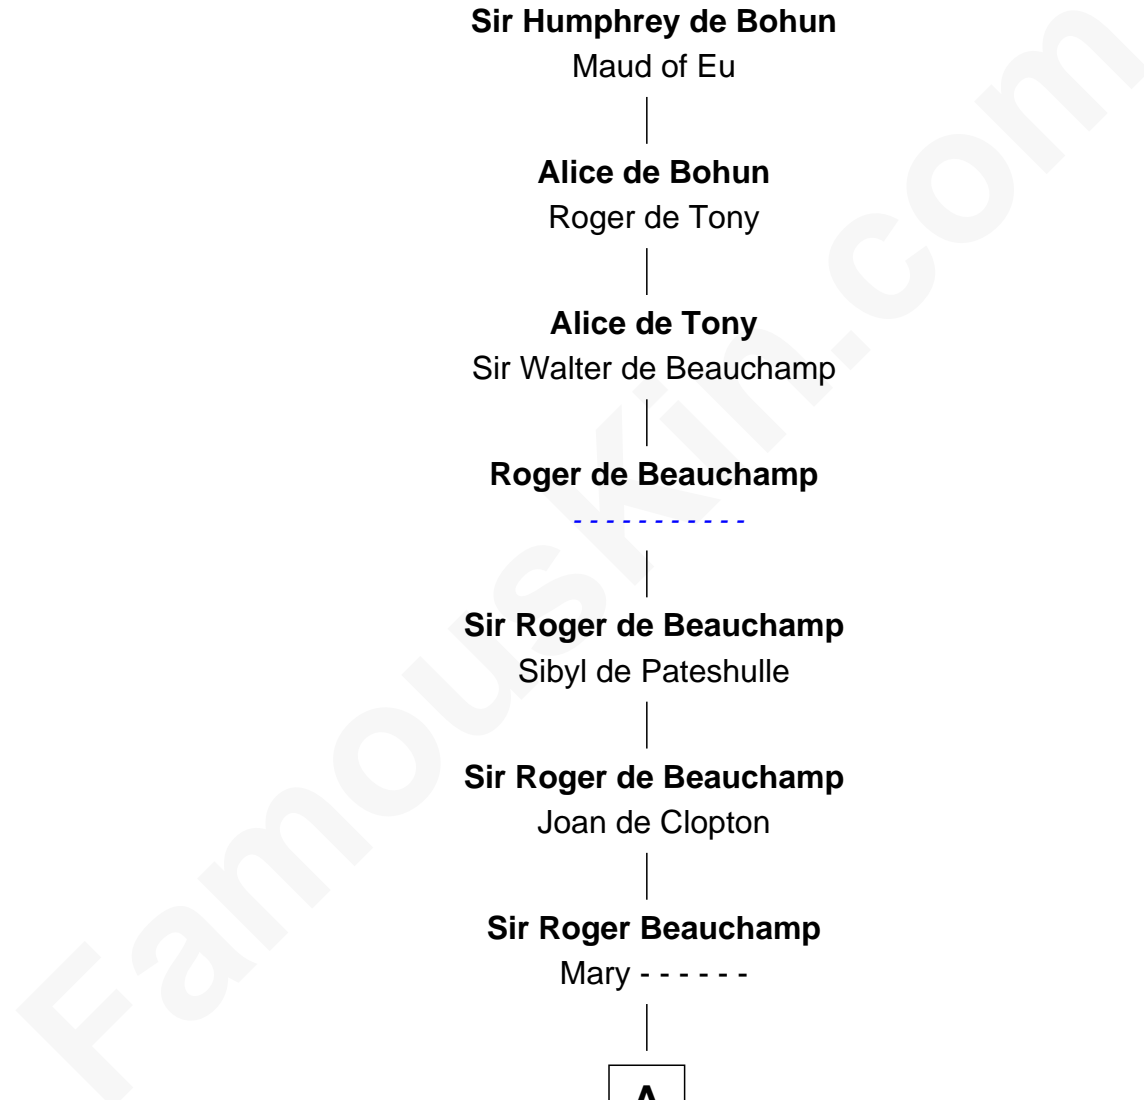 Sir Humphrey de Bohun
Maud of Eu
Alice de Bohun
Roger de Tony
Alice de Tony
Sir Walter de Beauchamp
Roger de Beauchamp
- - - - - - - - - - -
Sir Roger de Beauchamp
Sibyl de Pateshulle
Sir Roger de Beauchamp
Joan de Clopton
Sir Roger Beauchamp
Mary - - - - - -
A
FamousKin.com